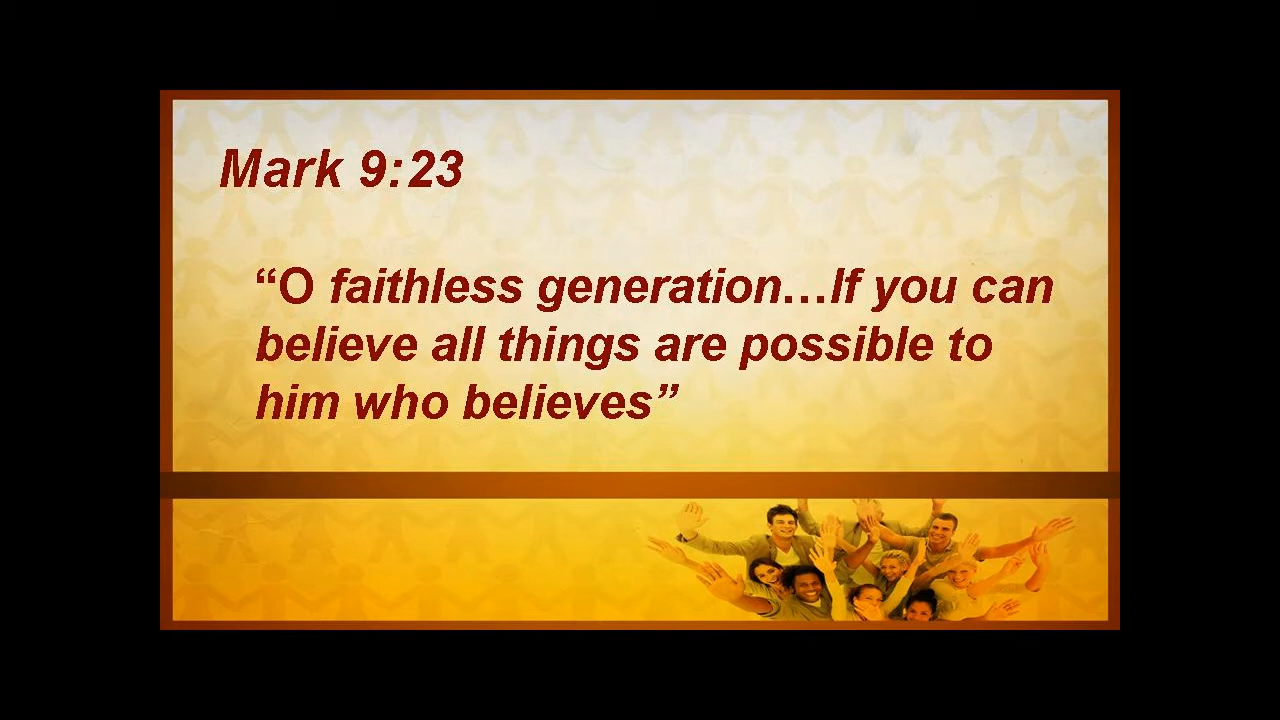 Mark 9:23
“O faithless generation…If you can
believe all things are possible to
him who believes”